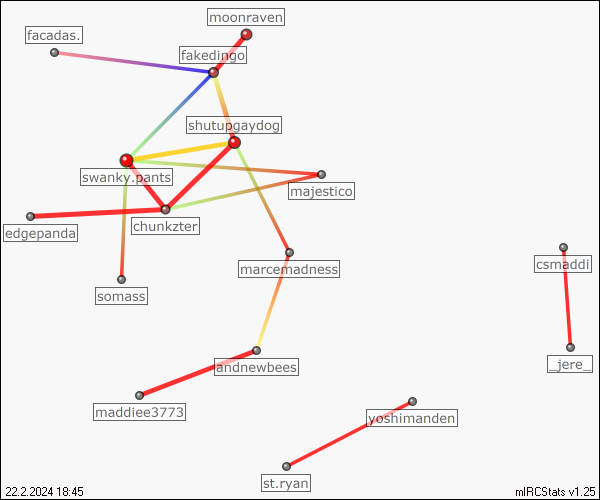 moonraven
facadas.
fakedingo
shutupgaydog
swanky.pants
majestico
chunkzter
edgepanda
marcemadness
csmaddi
somass
_jere_
andnewbees
maddiee3773
yoshimanden
st.ryan
22.2.2024 18:45
mIRCStats v1.25